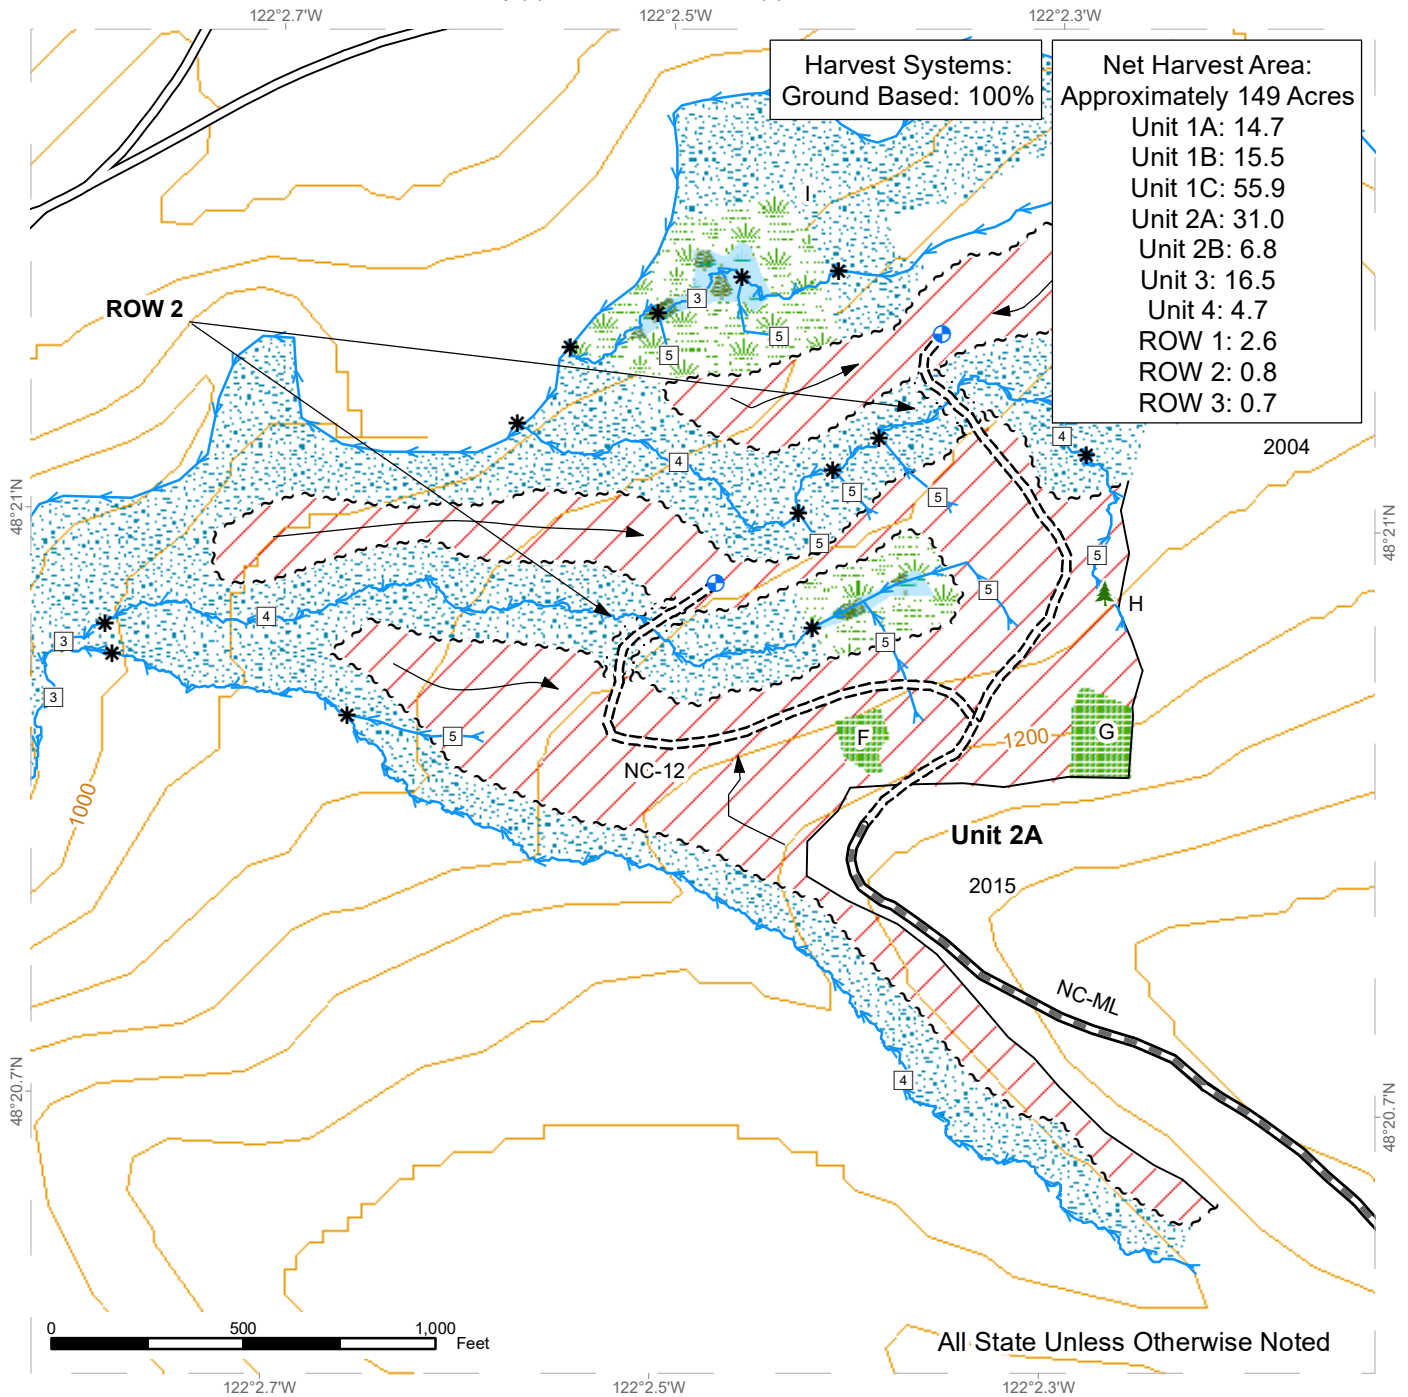 122°2.7'W
122°2.5'W
122°2.3'W
Harvest Systems:
Ground Based: 100%
Net Harvest Area:
Approximately 149 Acres
Unit 1A: 14.7
Unit 1B: 15.5
Unit 1C: 55.9
Unit 2A: 31.0
Unit 2B: 6.8
Unit 3: 16.5
Unit 4: 4.7
ROW 1: 2.6
ROW 2: 0.8
ROW 3: 0.7
I
ROW 2
3
5
5
4
2004
4
5
5
48°21'N
48°21'N
5
5
5
H
4
3
5
3
5
F
G
1200
NC-12
1000
Unit 2A
2015
NC-ML
4
48°20.7'N
48°20.7'N
0
500
1,000
Feet
All State Unless Otherwise Noted
122°2.7'W
122°2.5'W
122°2.3'W